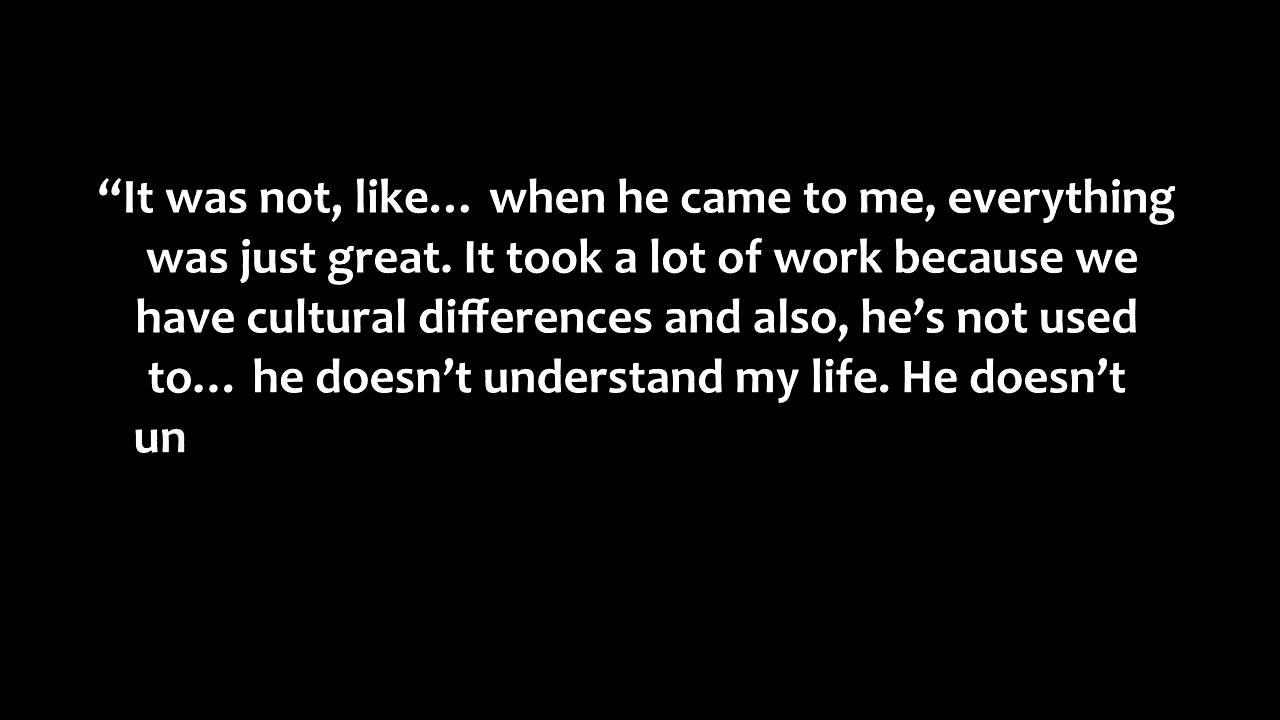 “It was not, like… when he came to me, everything
was just great. It took a lot of work because we
have cultural differences and also, he’s not used
to… he doesn’t understand my life. He doesn’t
un